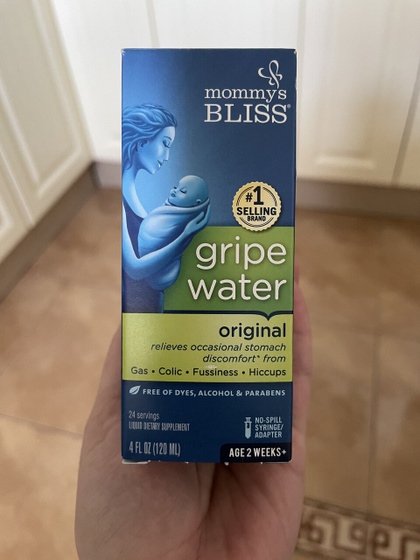 mommy's
BLISS®
#1
SELLING
BRAND
gripe
water
original
relieves occasional stomach
discomfort* from
Gas • Colic • Fussiness • Hiccups
FREE OF DYES, ALCOHOL & PARABENS
24 servings
LIQUID DIETARY SUPPLEMENT
4 FL OZ (120 ML)
NO-SPILL
SYRINGE/
ADAPTER
AGE 2 WEEKS+